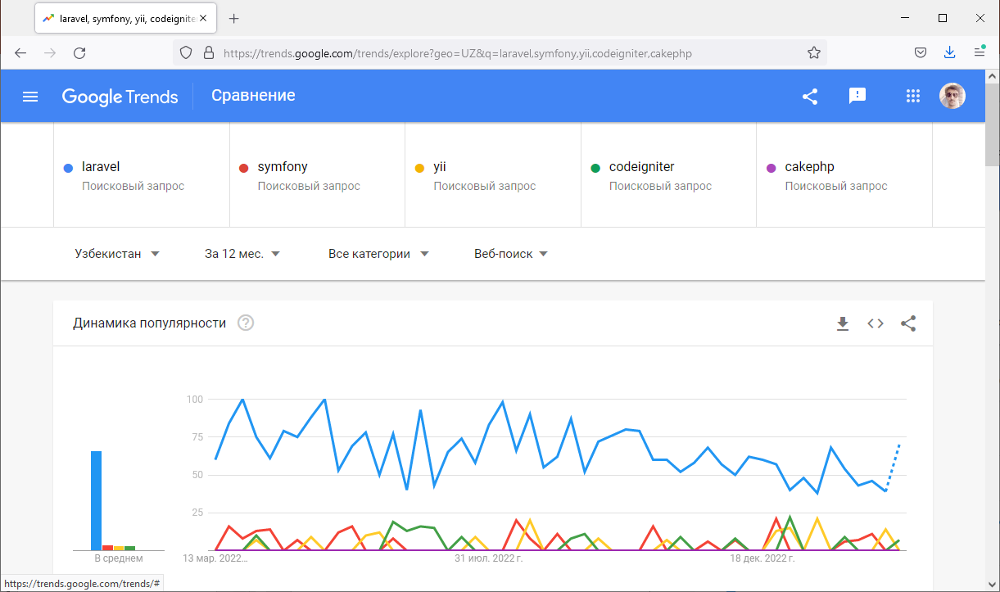 laravel, symfony, yii, codeignite
https://trends.google.com/trends/explore?geo=UZ&q=laravel,symfony,yii,codeigniter,cakephp
Google Trends
Сравнение
laravel
Поисковый запрос
symfony
Поисковый запрос
yii
Поисковый запрос
codeigniter
Поисковый запрос
cakephp
Поисковый запрос
Узбекистан
За 12 мес.
Все категории
Веб-поиск
Динамика популярности
100
75
50
25
В среднем
13 мар. 2022…
31 июл. 2022 г.
18 дек. 2022 г.
https://trends.google.com/trends/#